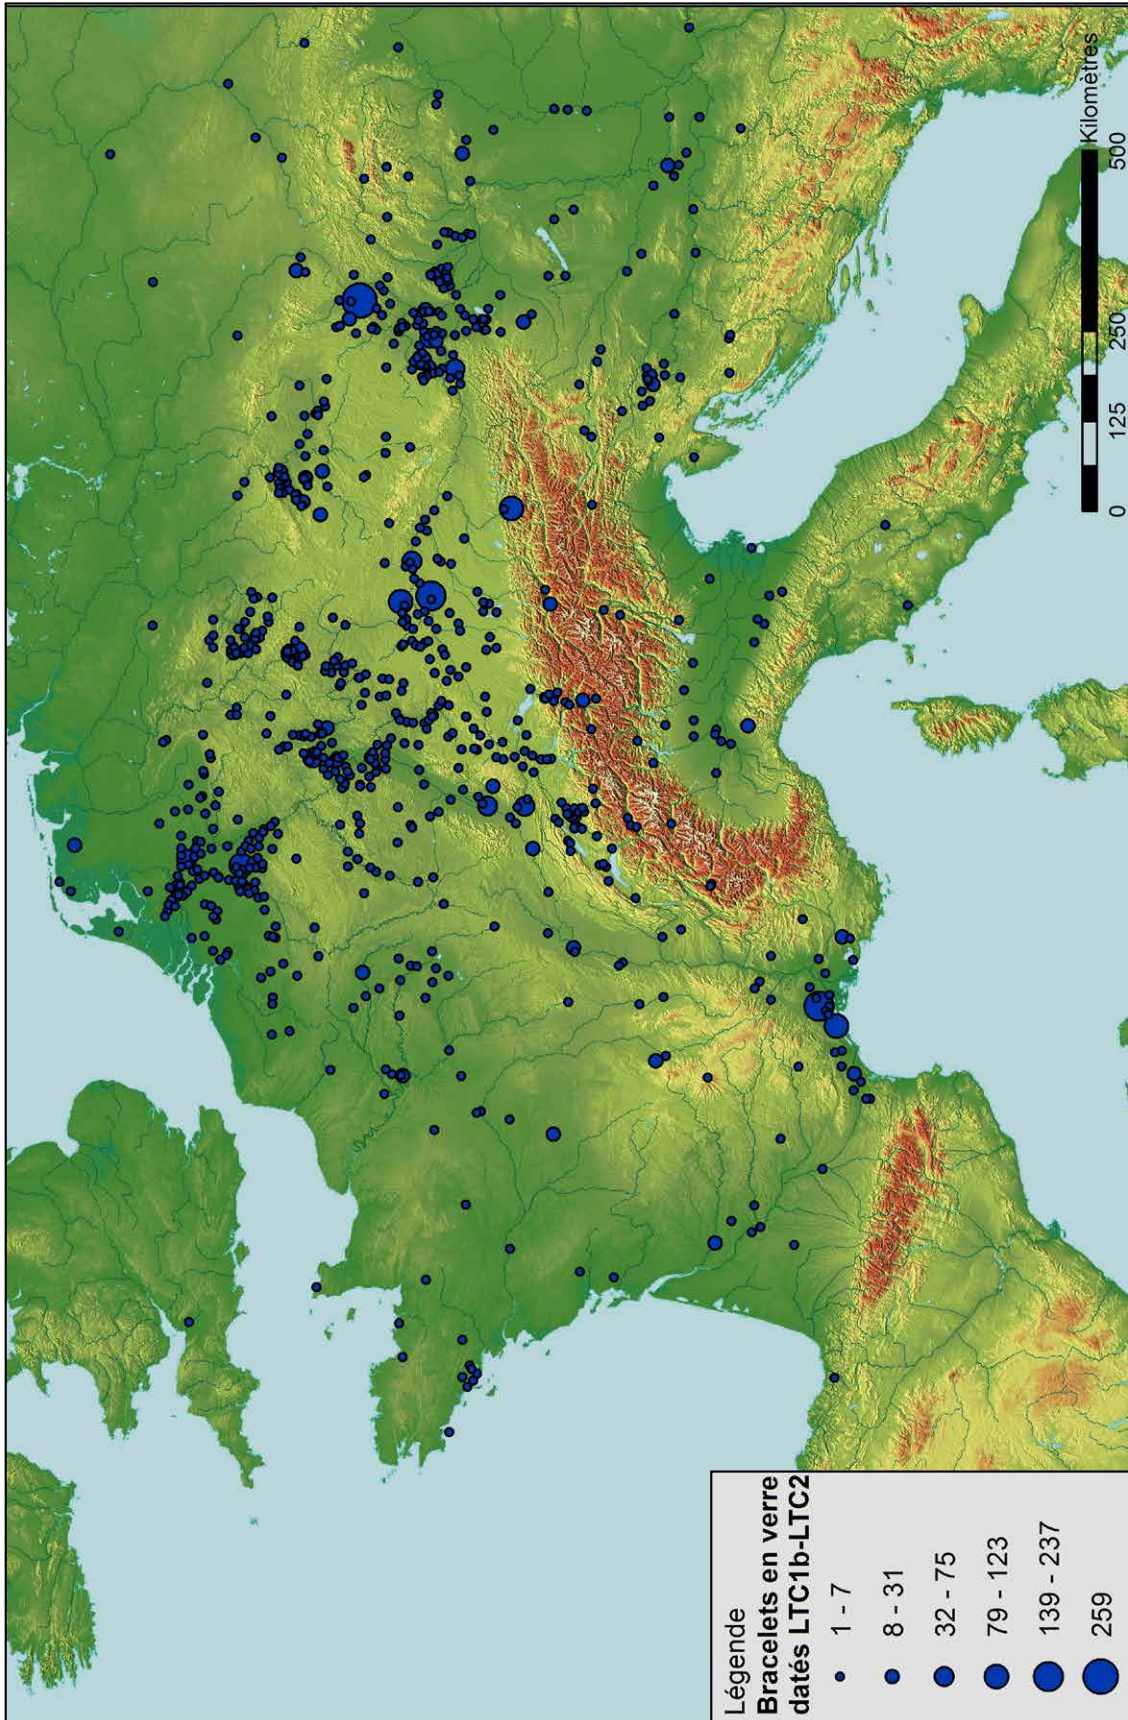 Légende
Bracelets en verre
datés LTC1b-LTC2
1 - 7
8 - 31
32 - 75
79 - 123
139 - 237
259
0 125 250 500
Kilomètres